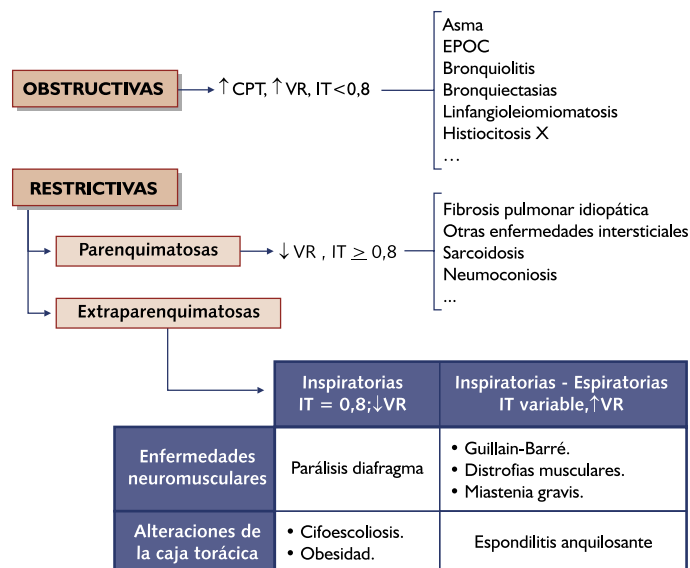 OBSTRUCTIVAS
↑CPT, ↑VR, IT<0,8
Asma
EPOC
Bronquiolitis
Bronquiectasias
Linfangioleiomiomatosis
Histiocitosis X
...
RESTRICTIVAS
Parenquimatosas
↓VR , IT ≥ 0,8
Fibrosis pulmonar idiopática
Otras enfermedades intersticiales
Sarcoidosis
Neumoconiosis
...
Extraparenquimatosas
Inspiratorias
IT = 0,8;↓VR
Inspiratorias - Espiratorias
IT variable,↑VR
Enfermedades
neuromusculares
Parálisis diafragma
• Guillain-Barré.
• Distrofias musculares.
• Miastenia gravis.
Alteraciones de
la caja torácica
• Cifoescoliosis.
• Obesidad.
Espondilitis anquilosante